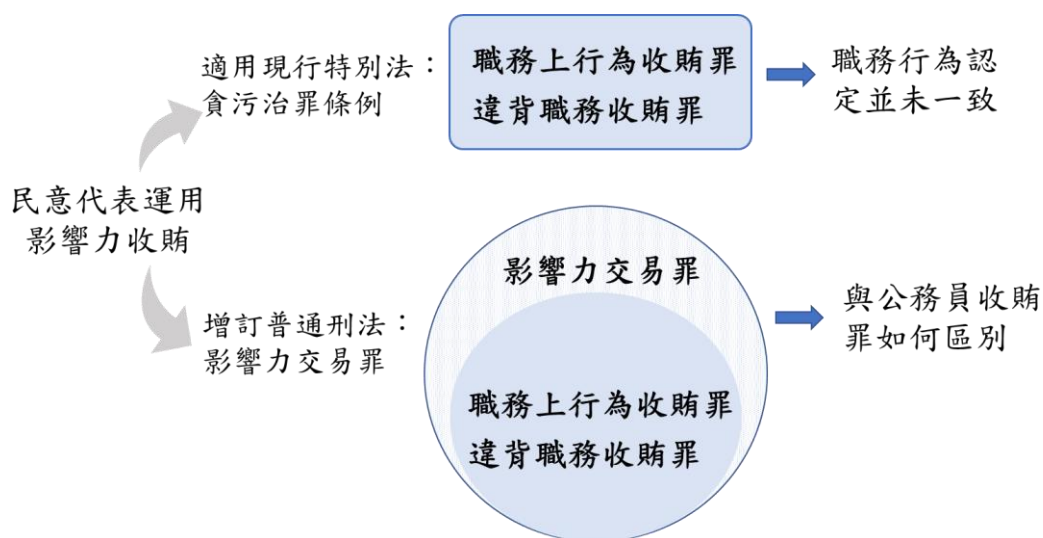 民意代表運用
影響力收賄
適用現行特別法：
貪污治罪條例
職務上行為收賄罪
違背職務收賄罪
職務行為認
定並未一致
增訂普通刑法：
影響力交易罪
影響力交易罪
職務上行為收賄罪
違背職務收賄罪
與公務員收賄
罪如何區別